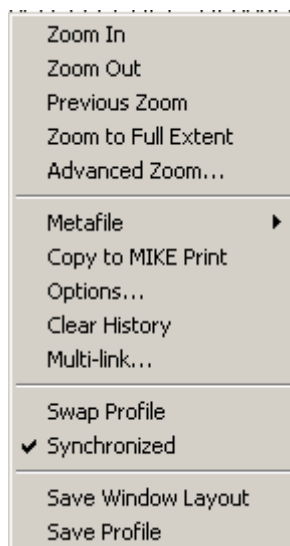 Zoom In
Zoom Out
Previous Zoom
Zoom to Full Extent
Advanced Zoom...
Metafile
Copy to MIKE Print
Options...
Clear History
Multi-link...
Swap Profile
Synchronized
Save Window Layout
Save Profile